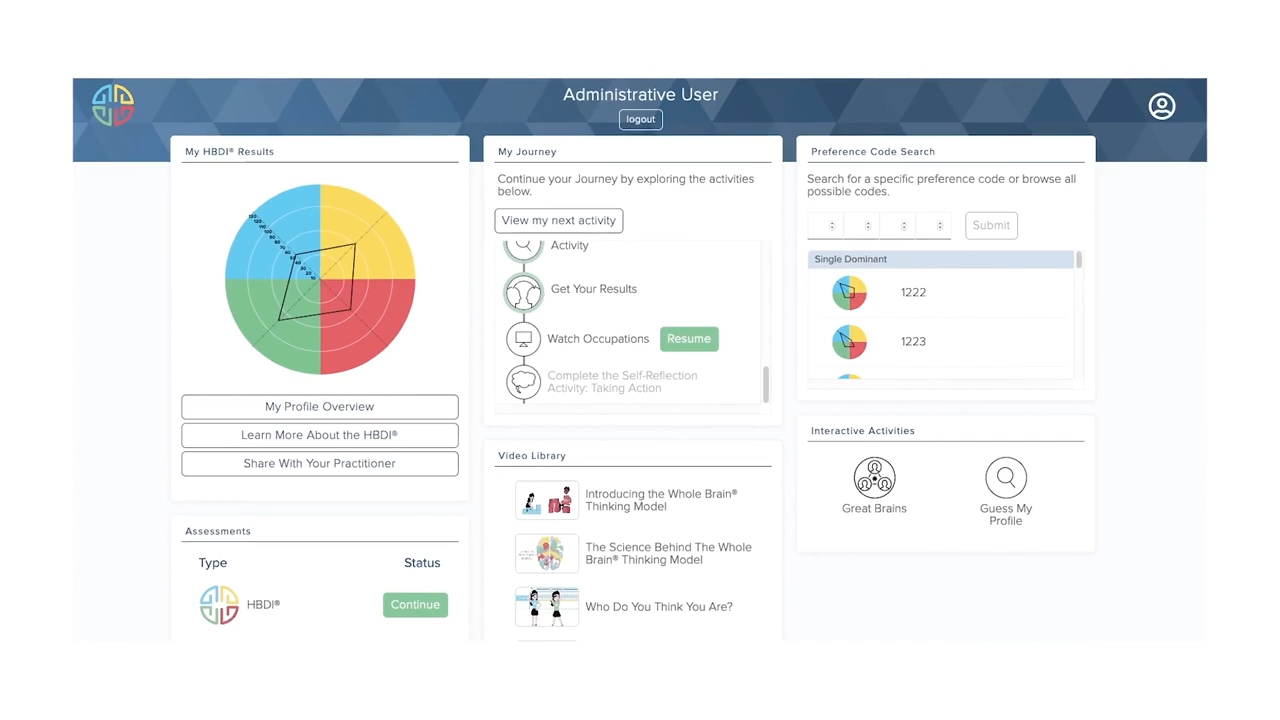 Administrative User
logout
My HBDI® Results
My Profile Overview
Learn More About the HBDI®
Share With Your Practitioner
Assessments
Type Status
HBDI® Continue
My Journey
Continue your Journey by exploring the activities
below.
View my next activity
Activity
Get Your Results
Watch Occupations Resume
Complete the Self-Reflection
Activity: Taking Action
Video Library
Introducing the Whole Brain®
Thinking Model
The Science Behind The Whole
Brain® Thinking Model
Who Do You Think You Are?
Preference Code Search
Search for a specific preference code or browse all
possible codes.
Submit
Single Dominant
1222
1223
Interactive Activities
Great Brains
Guess My
Profile